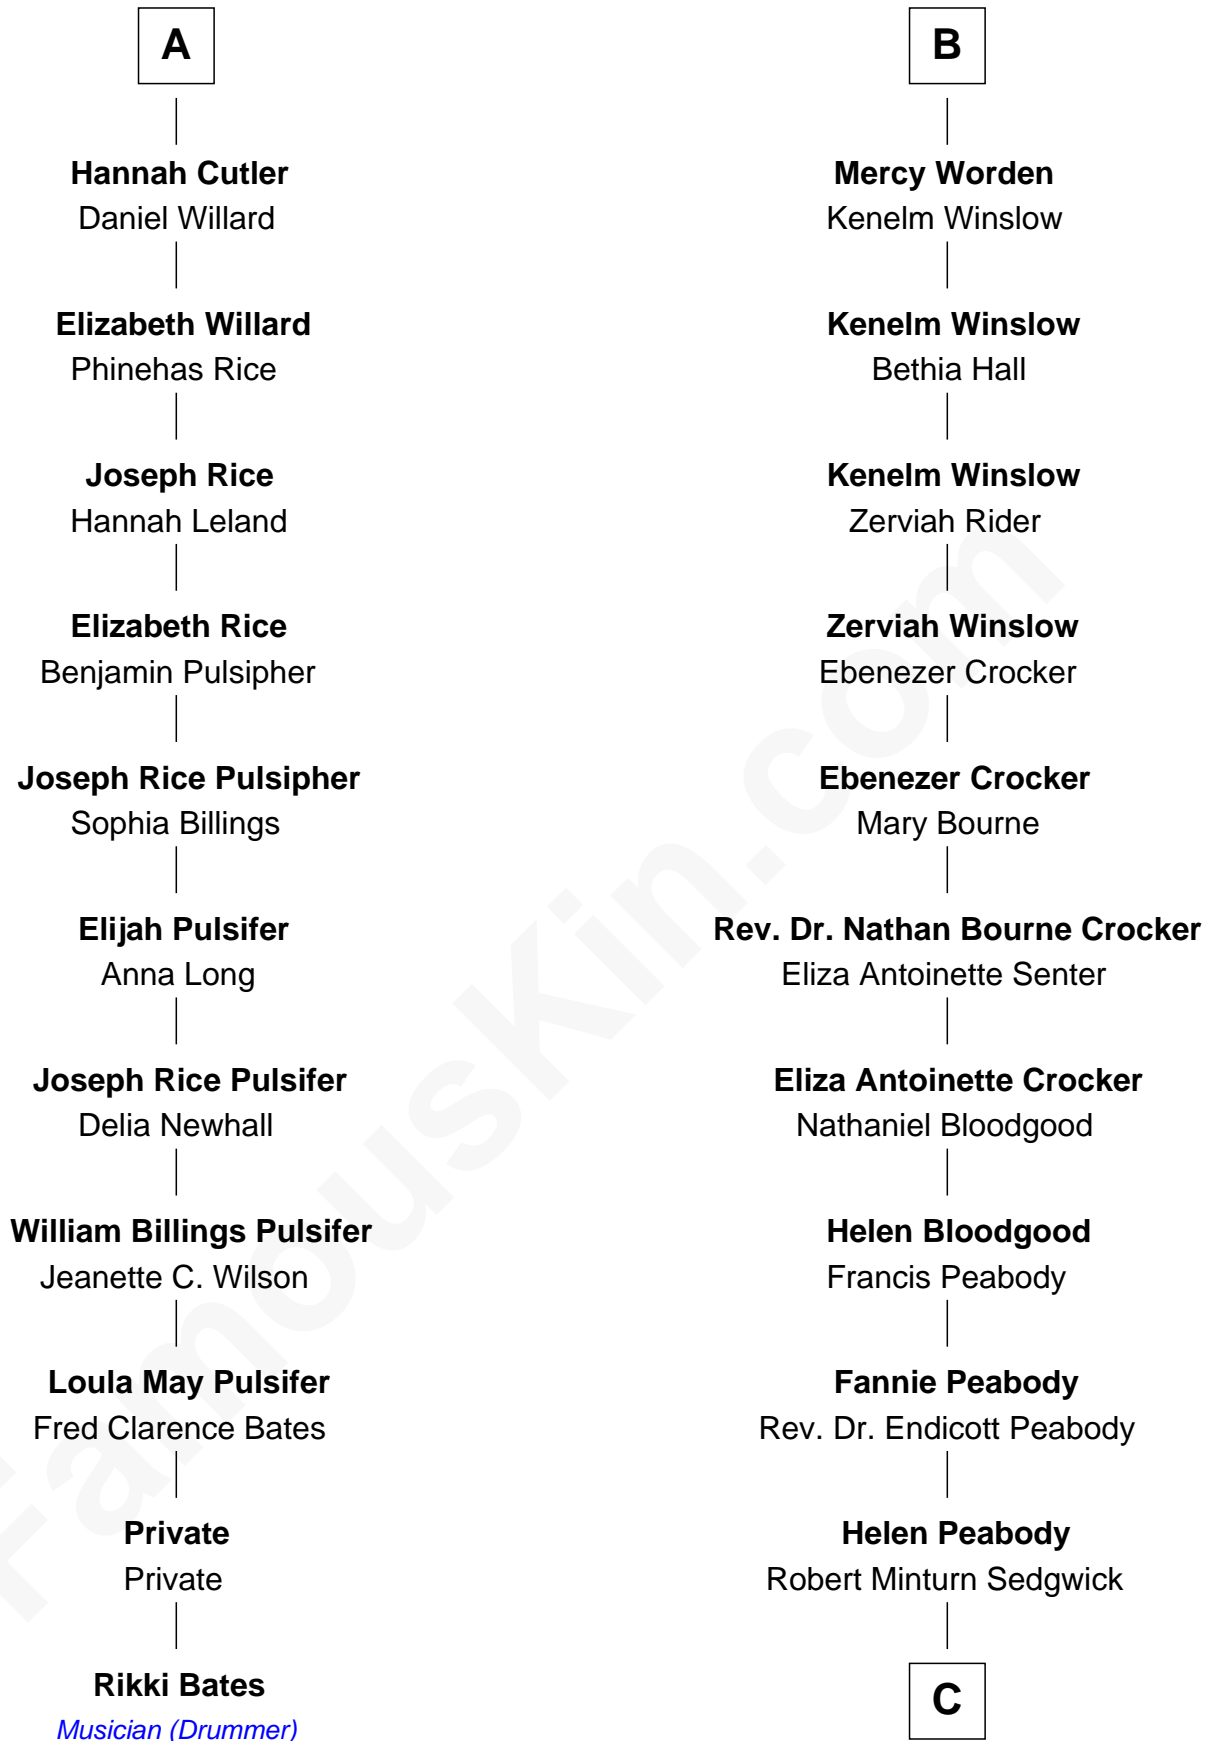 A
Hannah Cutler
Daniel Willard
Elizabeth Willard
Phinehas Rice
Joseph Rice
Hannah Leland
Elizabeth Rice
Benjamin Pulsipher
Joseph Rice Pulsipher
Sophia Billings
Elijah Pulsifer
Anna Long
Joseph Rice Pulsifer
Delia Newhall
William Billings Pulsifer
Jeanette C. Wilson
Loula May Pulsifer
Fred Clarence Bates
Private
Private
Rikki Bates
Musician (Drummer)
B
Mercy Worden
Kenelm Winslow
Kenelm Winslow
Bethia Hall
Kenelm Winslow
Zerviah Rider
Zerviah Winslow
Ebenezer Crocker
Ebenezer Crocker
Mary Bourne
Rev. Dr. Nathan Bourne Crocker
Eliza Antoinette Senter
Eliza Antoinette Crocker
Nathaniel Bloodgood
Helen Bloodgood
Francis Peabody
Fannie Peabody
Rev. Dr. Endicott Peabody
Helen Peabody
Robert Minturn Sedgwick
C
FamousKin.com